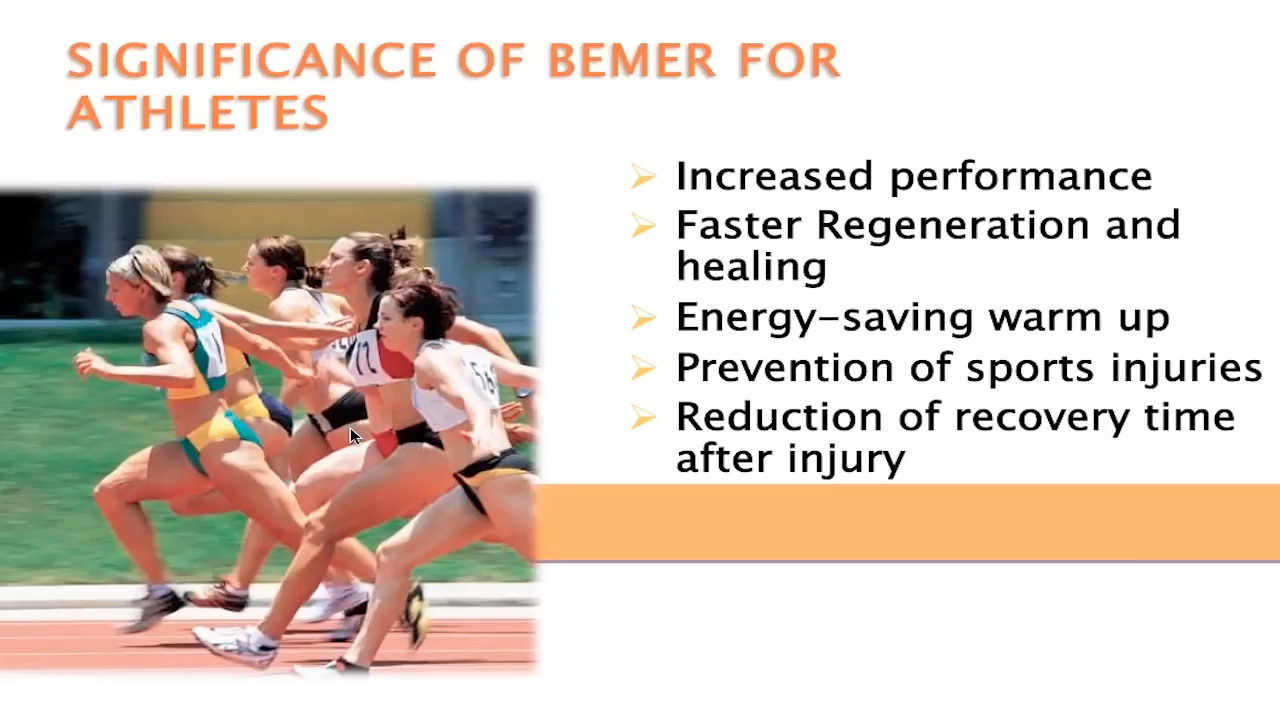 SIGNIFICANCE OF BEMER FOR
ATHLETES
Increased performance
Faster Regeneration and
healing
Energy-saving warm up
Prevention of sports injuries
Reduction of recovery time
after injury